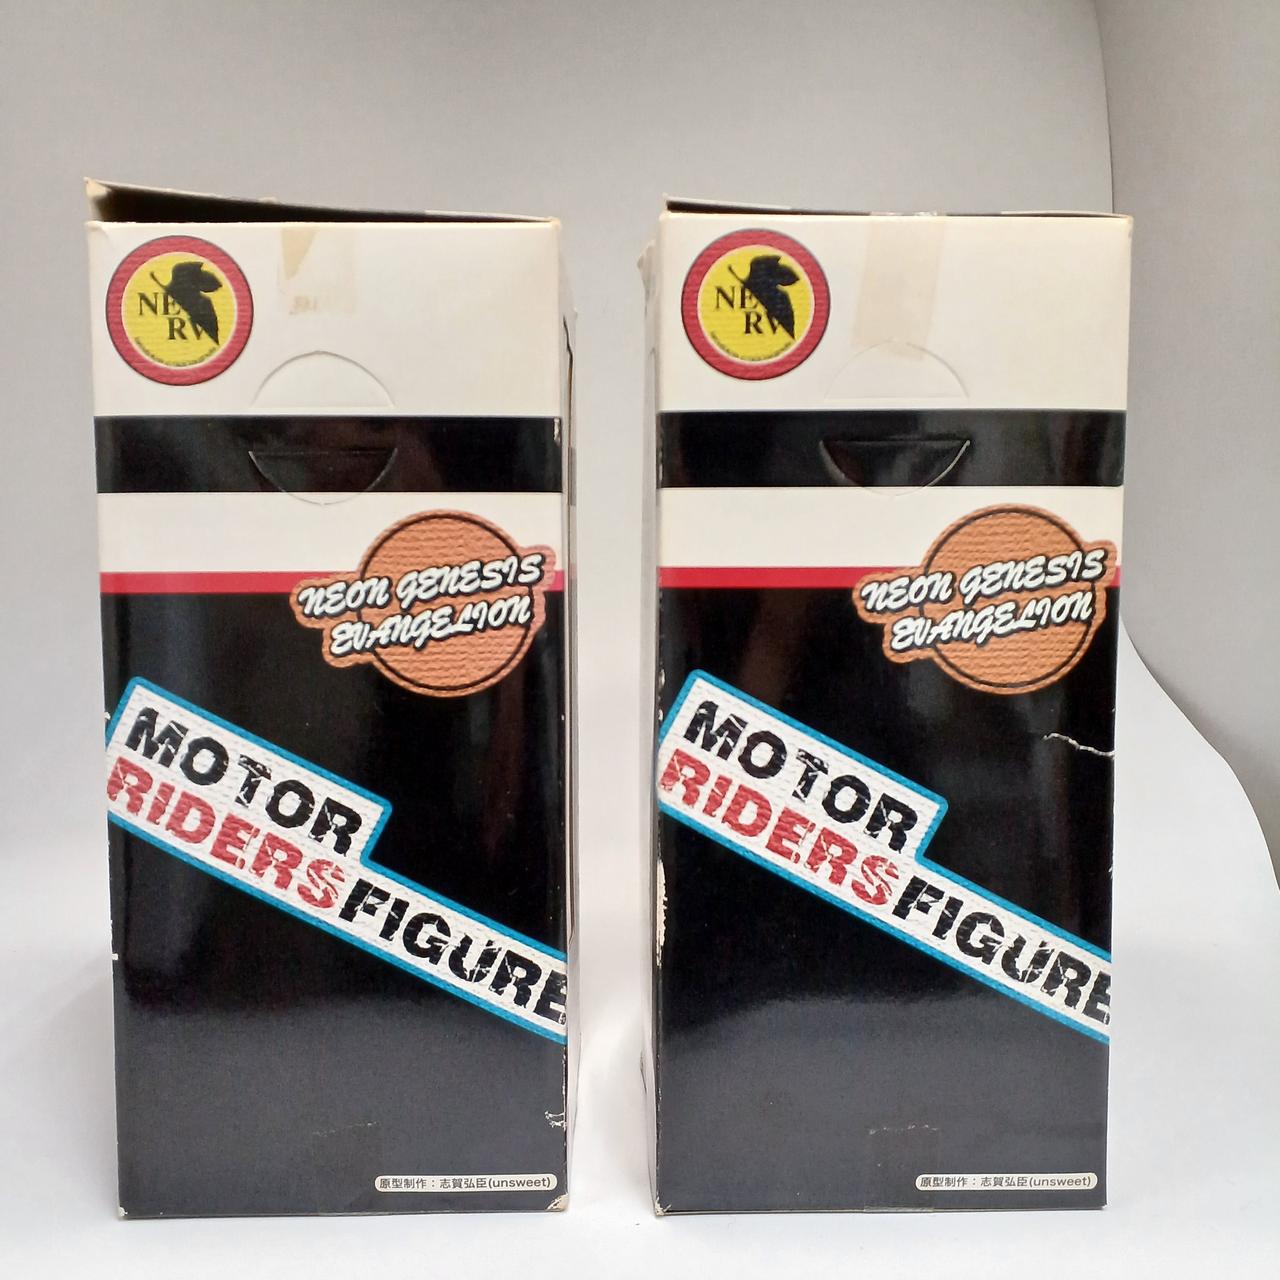 NERV
NEON GENESIS
EVANGELION
MOTOR
RIDERS FIGURE
原型制作：志賀弘臣(unsweet)
NERV
NEON GENESIS
EVANGELION
MOTOR
RIDERS FIGURE
原型制作：志賀弘臣(unsweet)